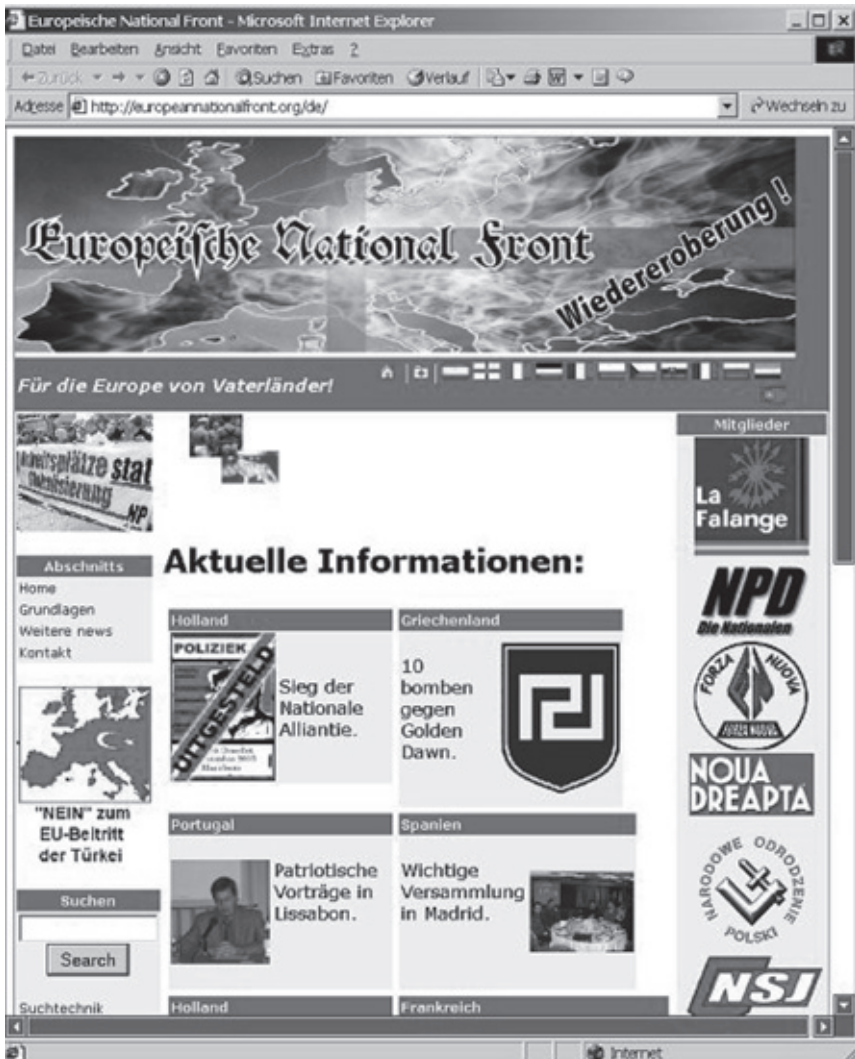 Europeische National Front - Microsoft Internet Explorer
Datei Bearbeiten Ansicht Favoriten Extras ?
Zurück Suchen Favoriten Verlauf
Adresse http://europeannationalfront.org/de/ Wechseln zu
Europeische National Front
Wiedereroberung !
Für die Europe von Vaterländer!
Abschnitts
Home
Grundlagen
Weitere news
Kontakt
"NEIN" zum
EU-Beitritt
der Türkei
Suchen
Search
Suchtechnik
Aktuelle Informationen:
Holland
POLIZIEK
UITGESTELD
Sieg der
Nationale
Alliantie.
Griechenland
10
bomben
gegen
Golden
Dawn.
Portugal
Patriotische
Vorträge in
Lissabon.
Spanien
Wichtige
Versammlung
in Madrid.
Holland
Frankreich
Mitglieder
La
Falange
NPD
Die Nationalen
FORZA NUOVA
FORZA NUOVA
NOUA
DREAPTA
NARODOWE ODRODZENIE
POLSKI
NSJ
Internet